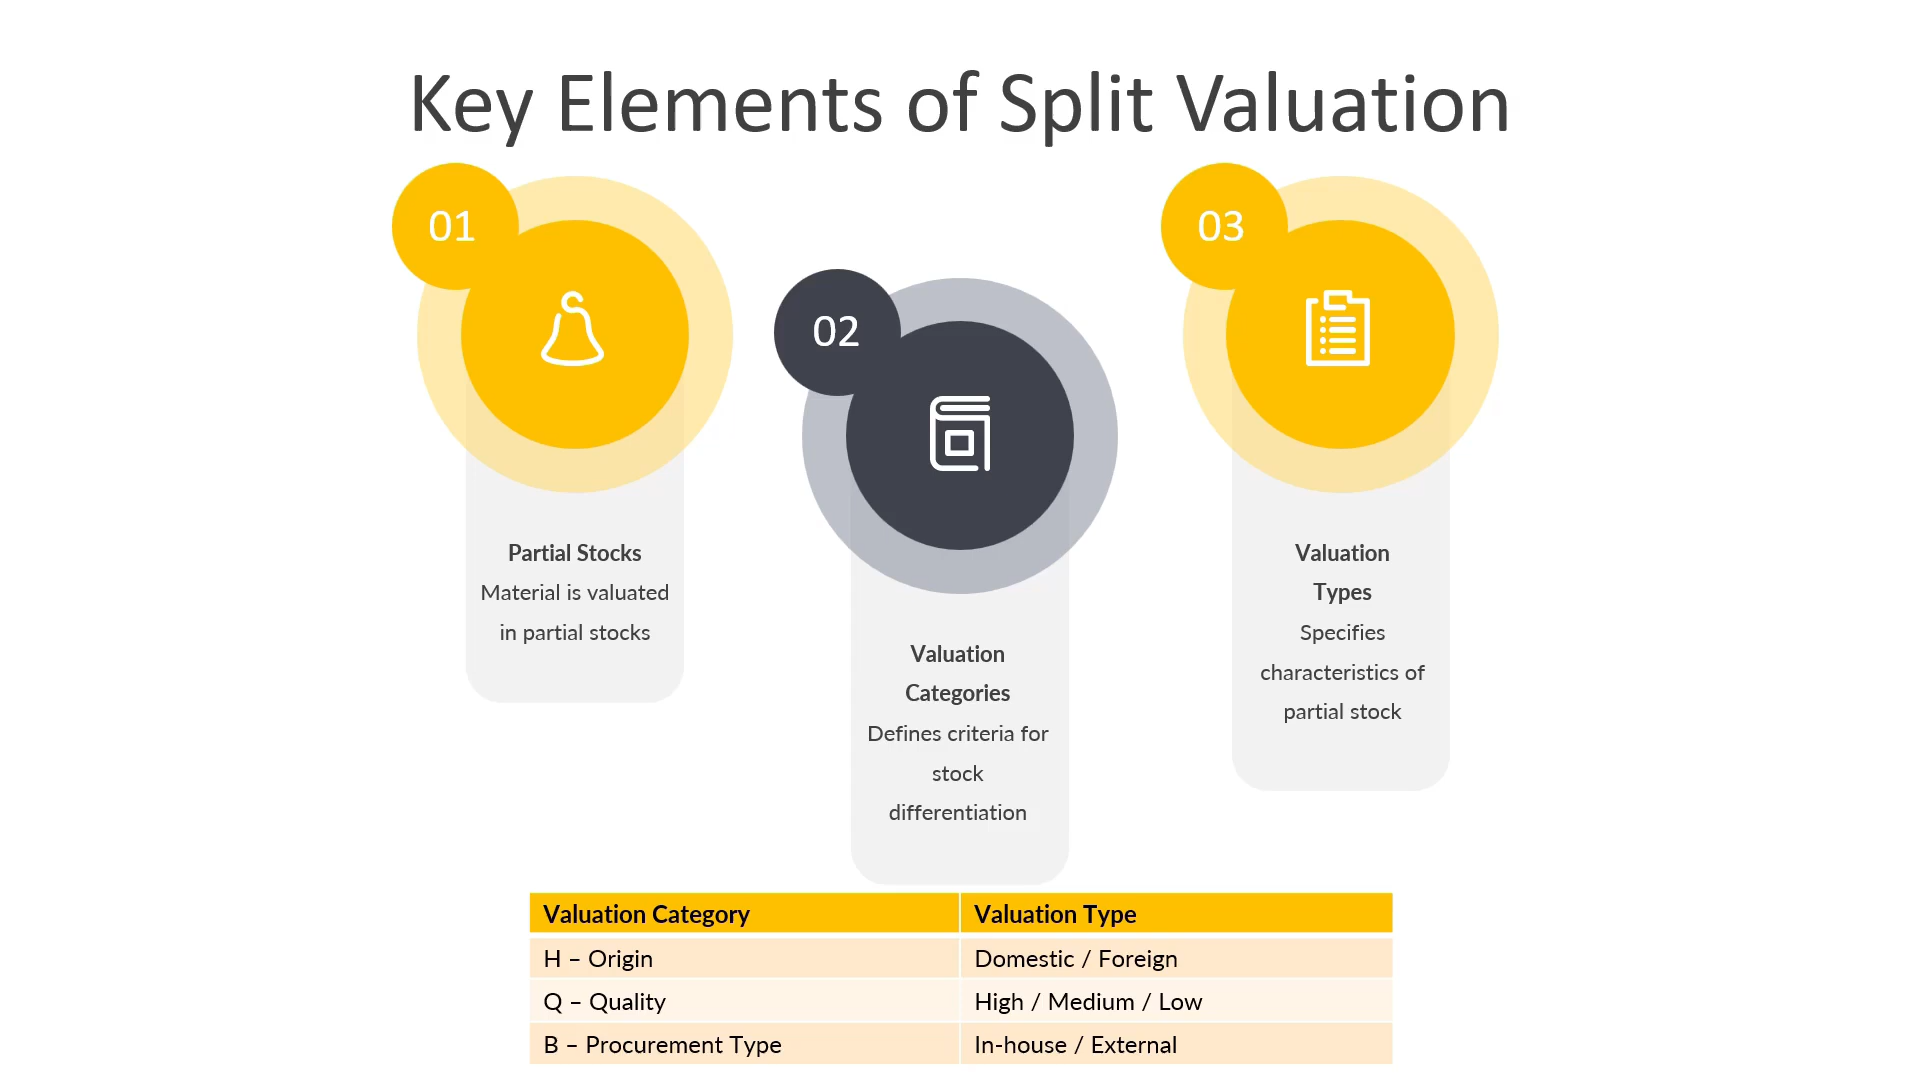 Key Elements of Split Valuation
01
Partial Stocks
Material is valuated
in partial stocks
02
Valuation
Categories
Defines criteria for
stock
differentiation
03
Valuation
Types
Specifies
characteristics of
partial stock
Valuation Category Valuation Type
H – Origin Domestic / Foreign
Q – Quality High / Medium / Low
B – Procurement Type In-house / External